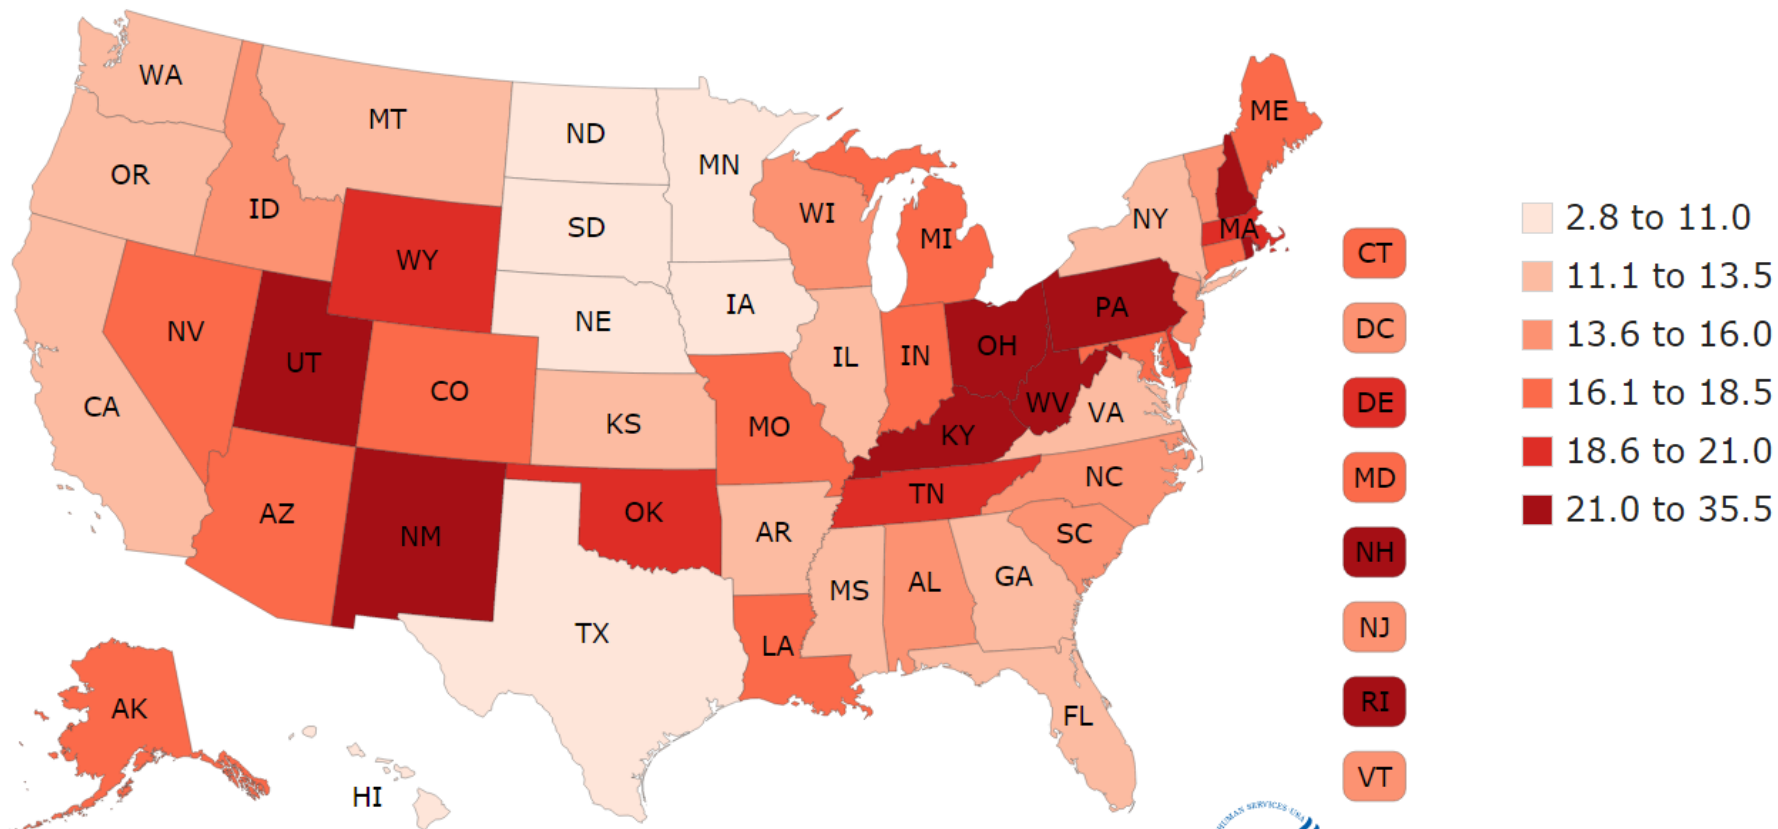 WA
MT
ND
MN
ME
OR
ID
SD
WI
MI
NY
MA
WY
NE
IA
PA
NV
UT
CO
IL
IN
OH
WV
VA
CA
KS
MO
KY
NC
AZ
NM
OK
AR
TN
SC
MS
AL
GA
TX
LA
FL
AK
HI
CT
DC
DE
MD
NH
NJ
RI
VT
2.8 to 11.0
11.1 to 13.5
13.6 to 16.0
16.1 to 18.5
18.6 to 21.0
21.0 to 35.5
HUMAN SERVICES USA